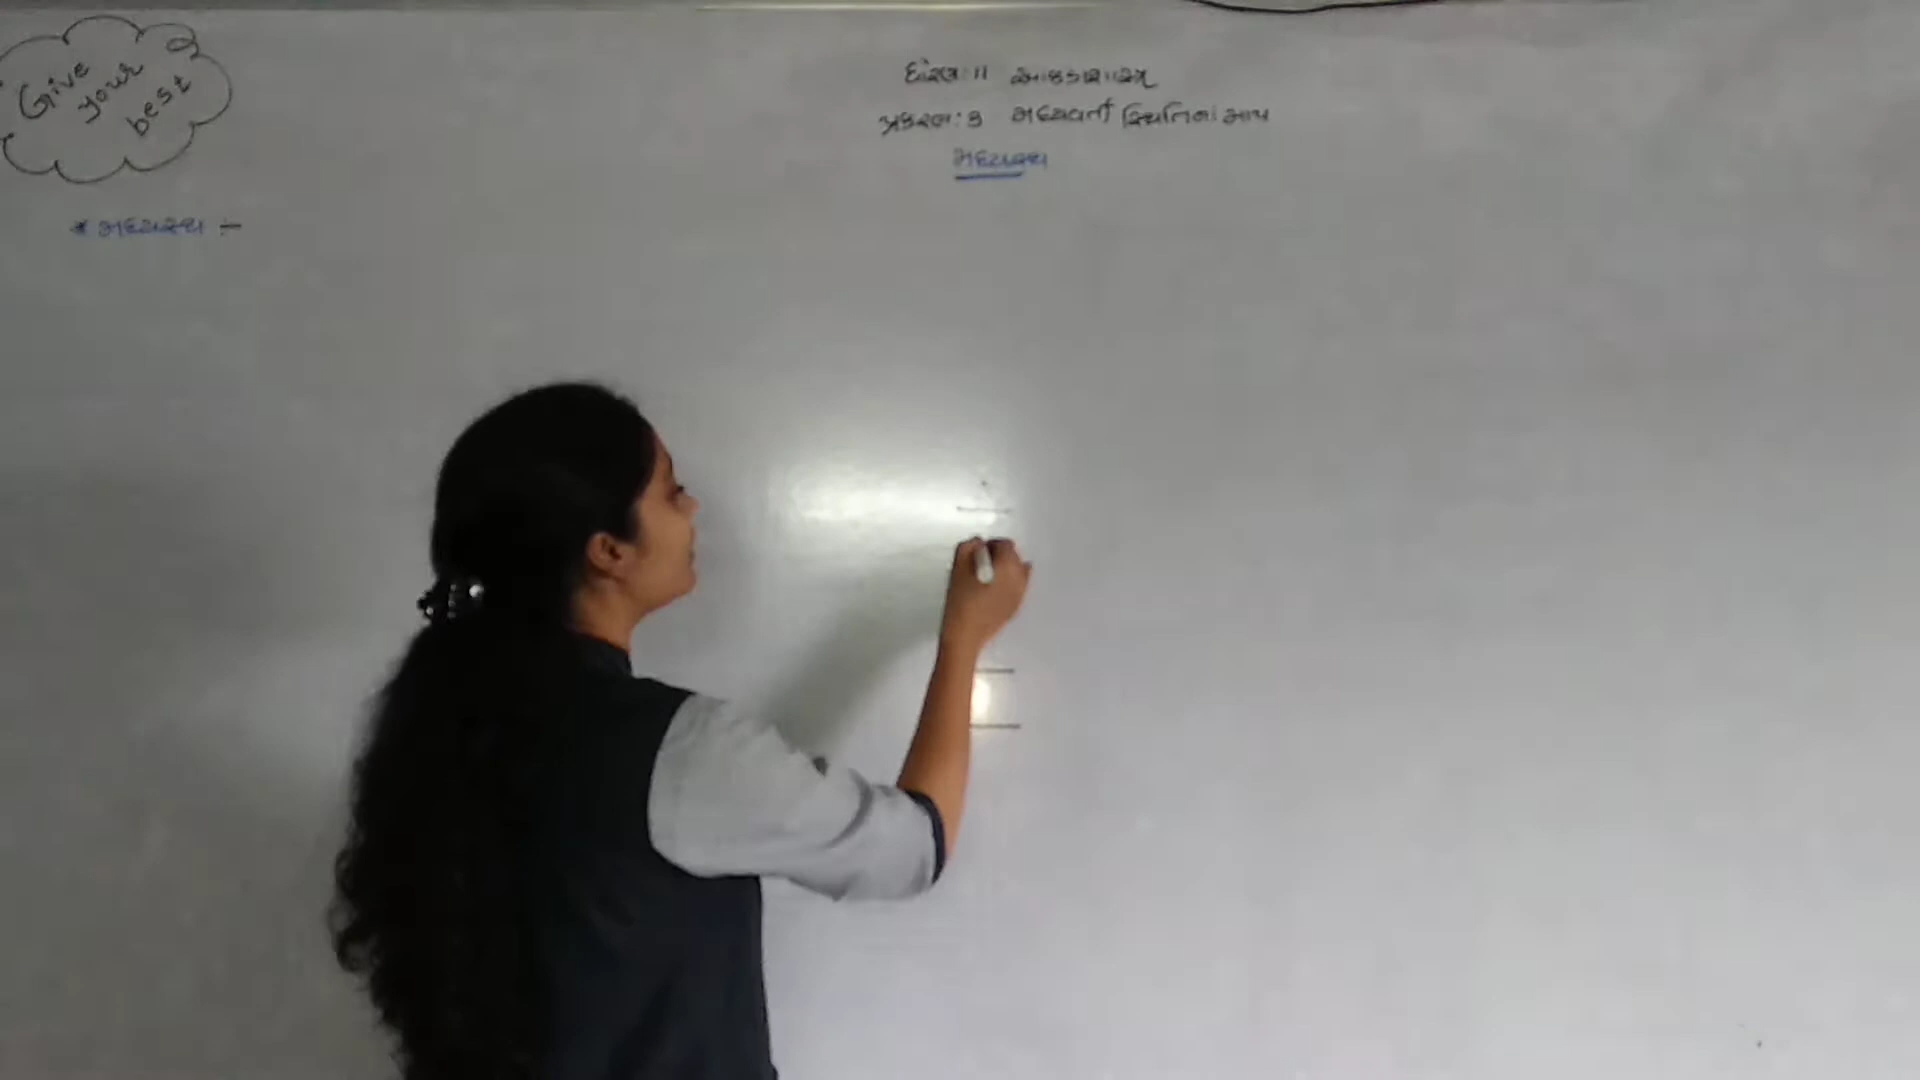 Give
your
best
ધોરણ : 11 આંકડાશાસ્ત્ર
પ્રકરણ : 3 મધ્યવર્તી સ્થિતિનાં માપ
મધ્યસ્થ
* મધ્યસ્થ ÷